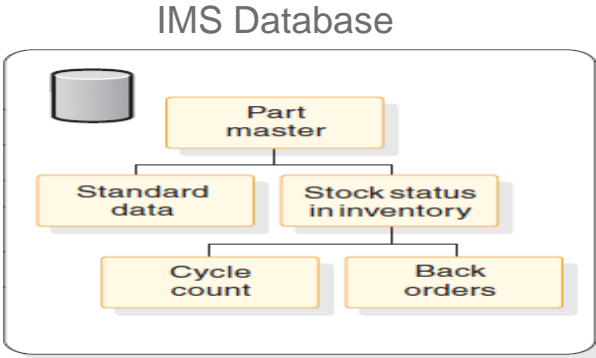 IMS Database
Part
master
Standard
data
Stock status
in inventory
Cycle
count
Back
orders